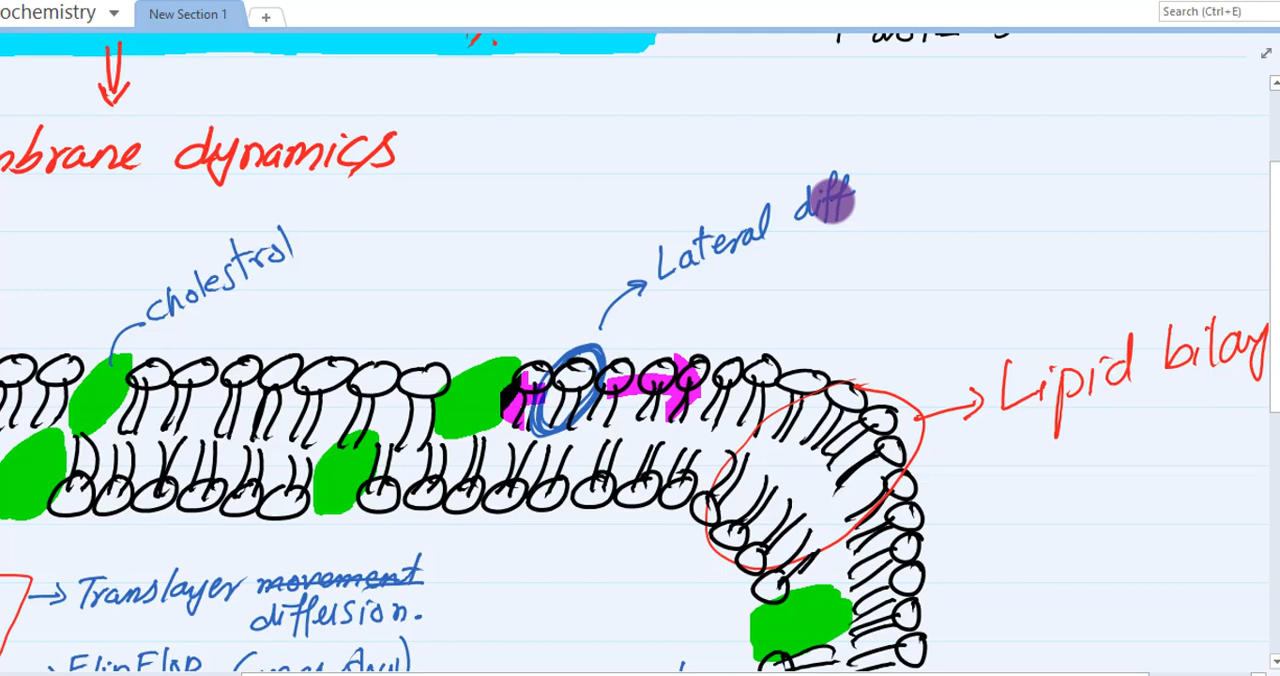 ochemistry
New Section 1
Search (Ctrl+E)
mbrane dynamics
Lateral diff
cholestrol
Lipid bilay
Translayer movement
diffusion.